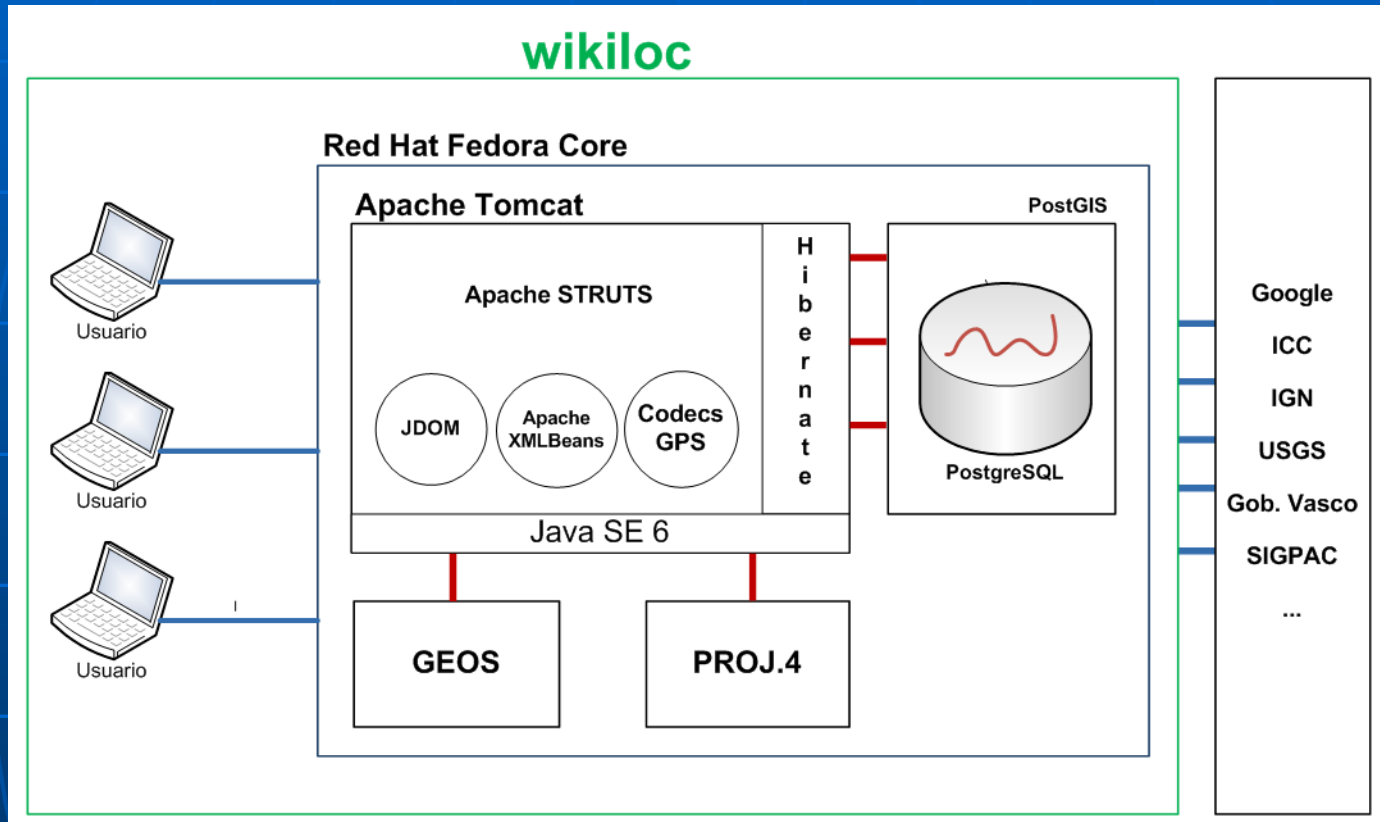 wikiloc
Red Hat Fedora Core
Apache Tomcat
PostGIS
Usuario
Usuario
Usuario
Apache STRUTS
JDOM
Apache
XMLBeans
Codecs
GPS
Hibernate
Java SE 6
PostgreSQL
GEOS
PROJ.4
Google
ICC
IGN
USGS
Gob. Vasco
SIGPAC
...